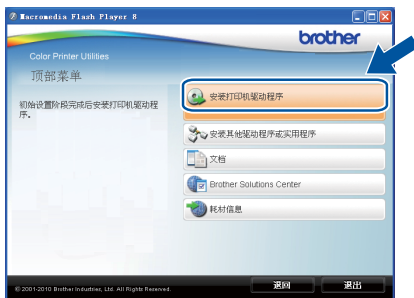 Macromedia Flash Player 8
brother
Color Printer Utilities
顶部菜单
初始设置阶段完成后安装打印机驱动程
序。
安装打印机驱动程序
安装其他驱动程序或实用程序
文档
Brother Solutions Center
耗材信息
© 2001-2010 Brother Industries, Ltd. All Rights Reserved.
退回
退出